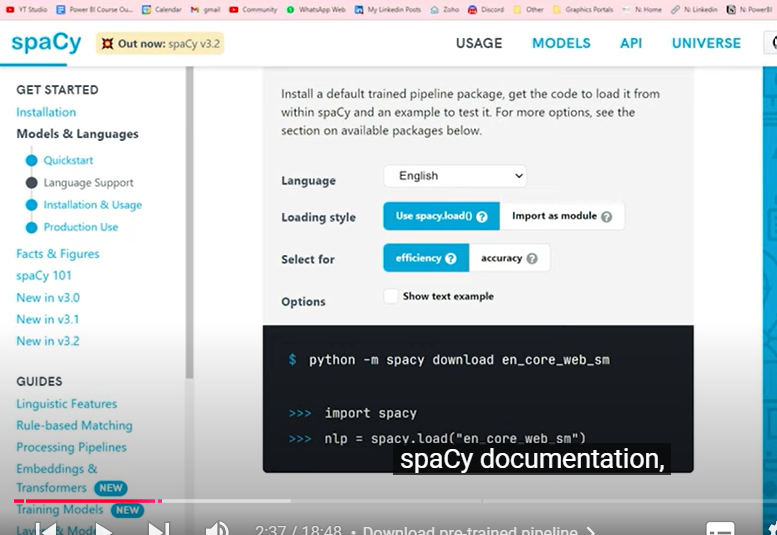 YT Studio Power BI Course Ou... Calendar gmail Community WhatsApp Web My Linkedin Posts Zoho Discord Other Graphics Portals N: Home N: Linkedin N: PowerBI
spaCy Out now: spaCy v3.2 USAGE MODELS API UNIVERSE
GET STARTED
Installation
Models & Languages
Quickstart
Language Support
Installation & Usage
Production Use
Facts & Figures
spaCy 101
New in v3.0
New in v3.1
New in v3.2
GUIDES
Linguistic Features
Rule-based Matching
Processing Pipelines
Embeddings &
Transformers NEW
Training Models NEW
Install a default trained pipeline package, get the code to load it from
within spaCy and an example to test it. For more options, see the
section on available packages below.
Language English
Loading style Use spacy.load() ? Import as module ?
Select for efficiency ? accuracy ?
Options Show text example
$ python -m spacy download en_core_web_sm
>>> import spacy
>>> nlp = spacy.load("en_core_web_sm")
spaCy documentation,
2:37 / 18:48 • Download pre-trained pipeline >